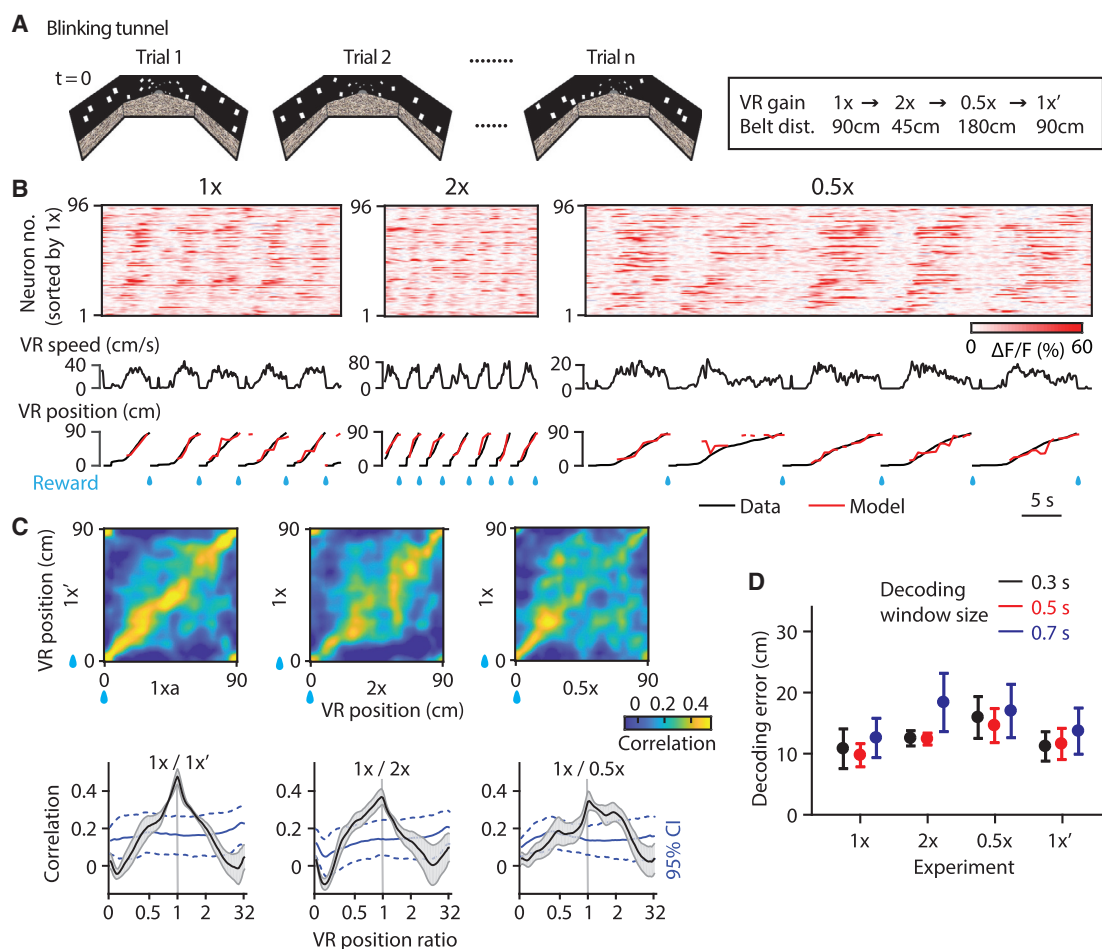 A Blinking tunnel
Trial 1 Trial 2 ........ Trial n
t = 0
......
VR gain 1x → 2x → 0.5x → 1x’
Belt dist. 90cm 45cm 180cm 90cm
B
1x 2x 0.5x
Neuron no.
(sorted by 1x)
96 96 96
1 1 1
0 ΔF/F (%) 60
VR speed (cm/s)
40 80 20
0 0 0
VR position (cm)
90 90 90
0 0 0
Reward
Data Model 5 s
C
VR position (cm)
1x’ 1x 1x
90 90 90
0 0 0
0 90 0 90 0 90
1xa 2x 0.5x
VR position (cm)
0 0.2 0.4
Correlation
1x / 1x’ 1x / 2x 1x / 0.5x
Correlation
0.4 0.4 0.4
0.2 0.2 0.2
0 0 0
95% CI
0 0.5 1 2 32 0 0.5 1 2 32 0 0.5 1 2 32
VR position ratio
D
Decoding
window size
0.3 s
0.5 s
0.7 s
Decoding error (cm)
30
20
10
0
1x 2x 0.5x 1x’
Experiment